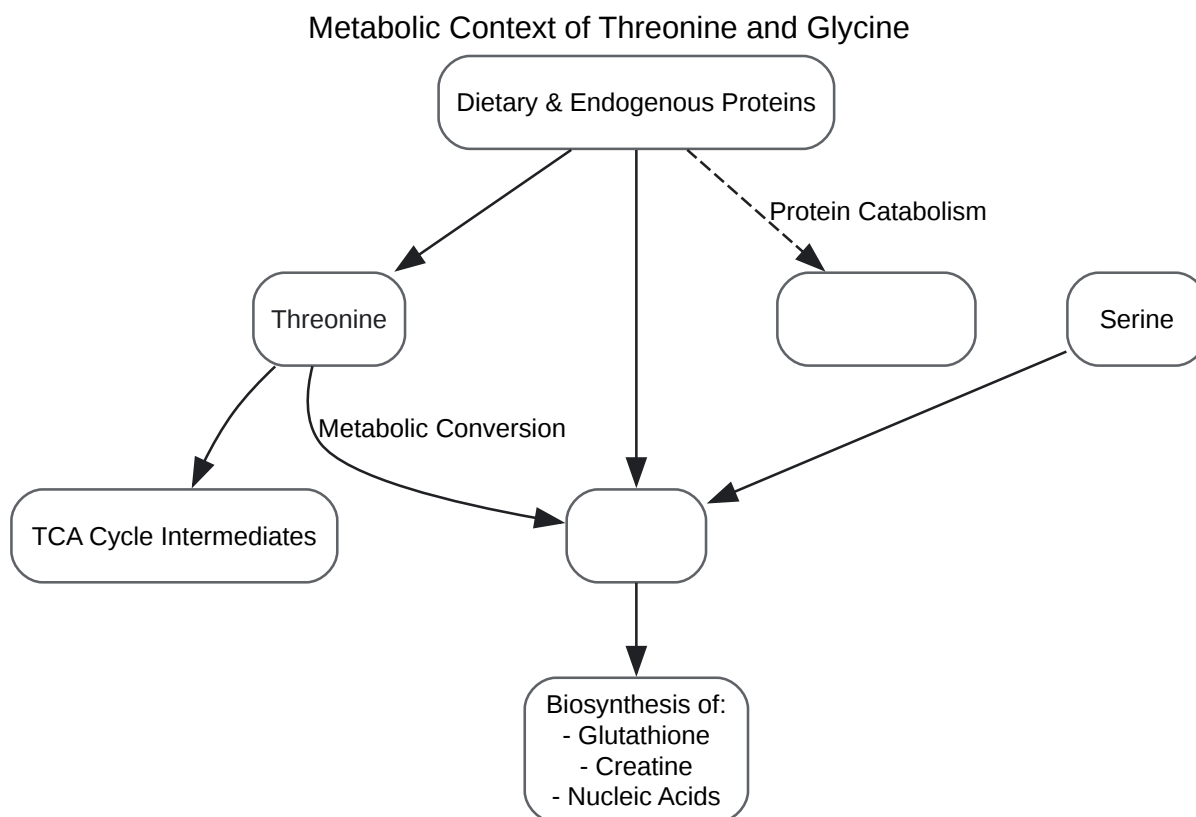 Metabolic Context of Threonine and Glycine
Dietary & Endogenous Proteins
Protein Catabolism
Threonine
Serine
Metabolic Conversion
TCA Cycle Intermediates
Biosynthesis of:
- Glutathione
- Creatine
- Nucleic Acids